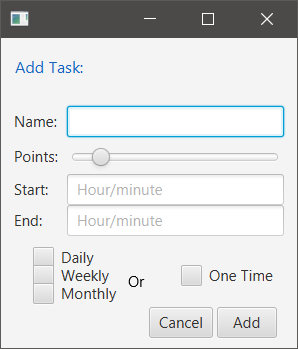 Add Task:
Name:
Points:
Start: Hour/minute
End: Hour/minute
Daily
Weekly Or One Time
Monthly
Cancel Add